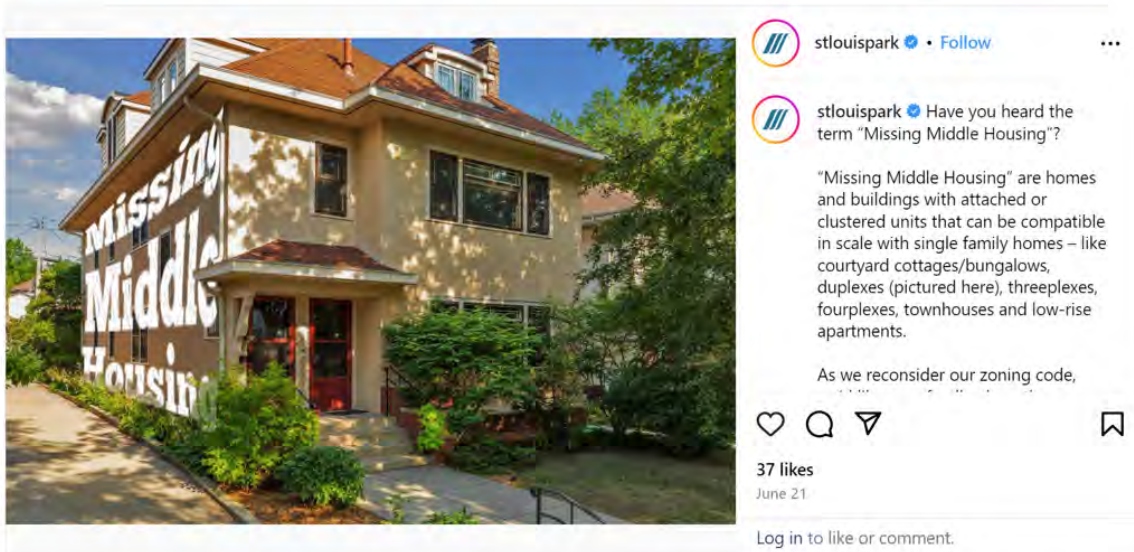 Missing
Middle
Housing
stlouispark • Follow
stlouispark Have you heard the
term “Missing Middle Housing”?
“Missing Middle Housing” are homes
and buildings with attached or
clustered units that can be compatible
in scale with single family homes – like
courtyard cottages/bungalows,
duplexes (pictured here), threeplexes,
fourplexes, townhouses and low-rise
apartments.
As we reconsider our zoning code,
37 likes
June 21
Log in to like or comment.